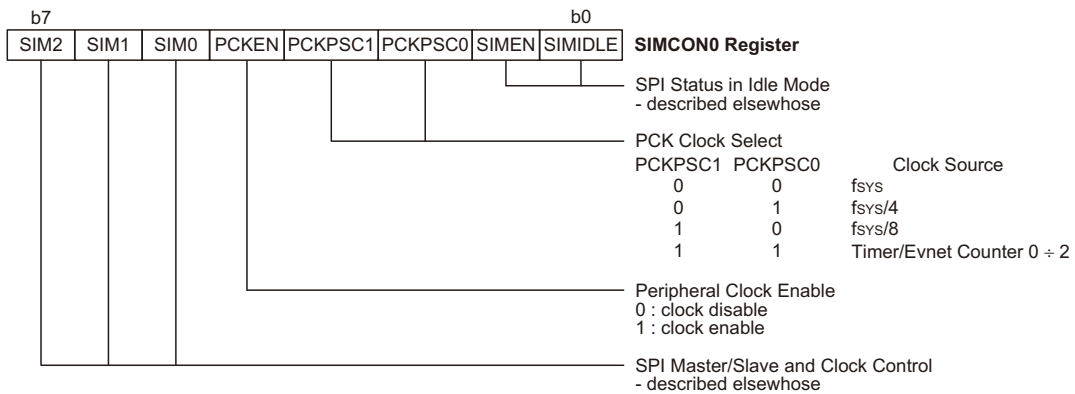 b7 b0
SIM2 SIM1 SIM0 PCKEN PCKPSC1 PCKPSC0 SIMEN SIMIDLE SIMCON0 Register
SPI Status in Idle Mode
- described elsewhose
PCK Clock Select
PCKPSC1 PCKPSC0 Clock Source
0 0 fSYS
0 1 fSYS/4
1 0 fSYS/8
1 1 Timer/Evnet Counter 0 ÷ 2
Peripheral Clock Enable
0 : clock disable
1 : clock enable
SPI Master/Slave and Clock Control
- described elsewhose